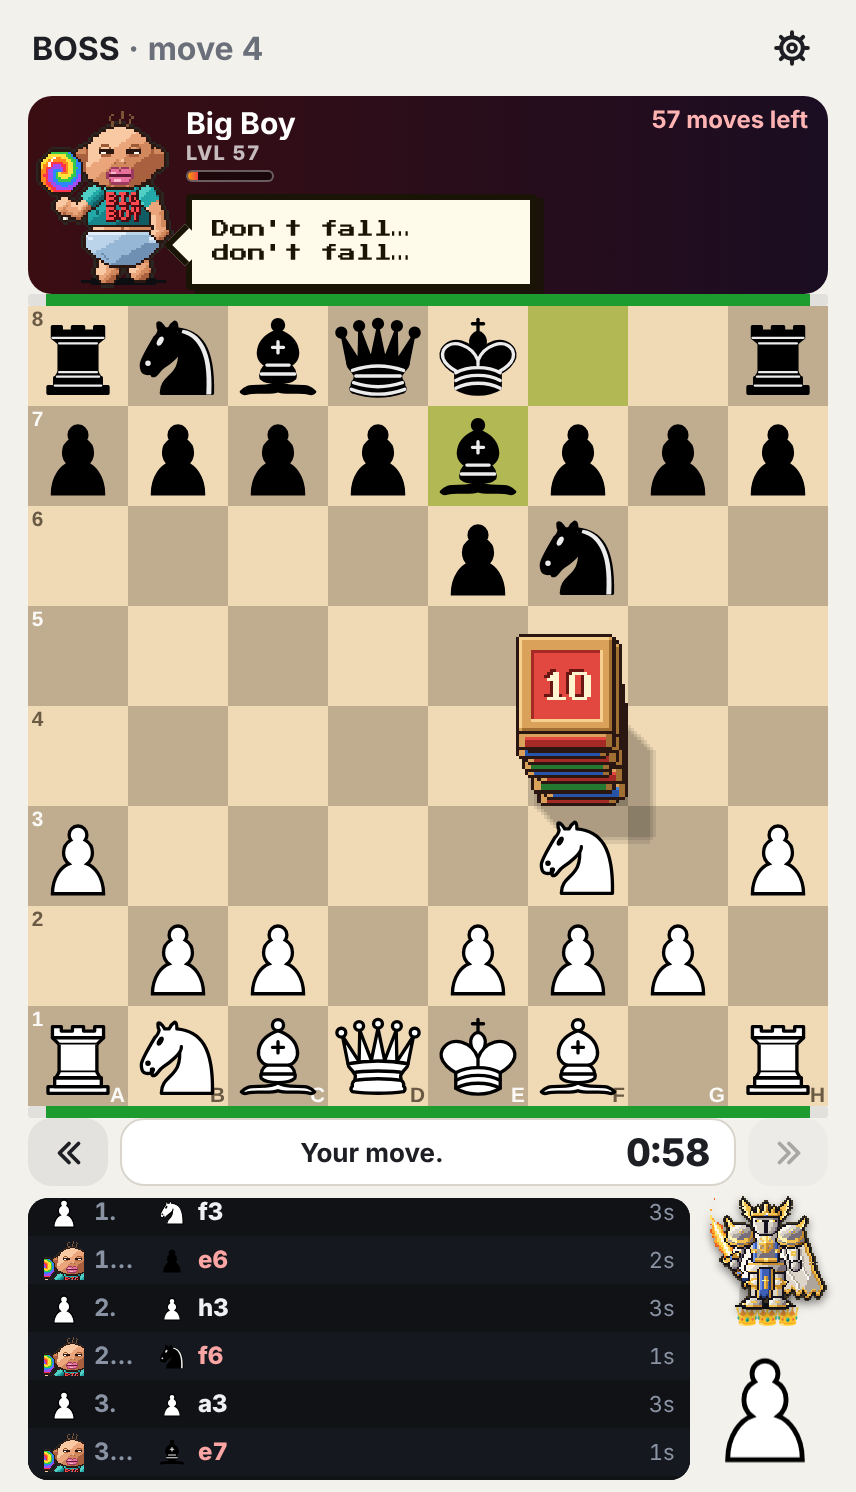 BOSS · move 4
Big Boy
57 moves left
LVL 57
BIG
BOY
Don't fall…
don't fall…
8
7
6
5
10
4
3
2
1
A B C D E F G H
Your move.
0:58
1. f3 3s
1... e6 2s
2. h3 3s
2... f6 1s
3. a3 3s
3... e7 1s